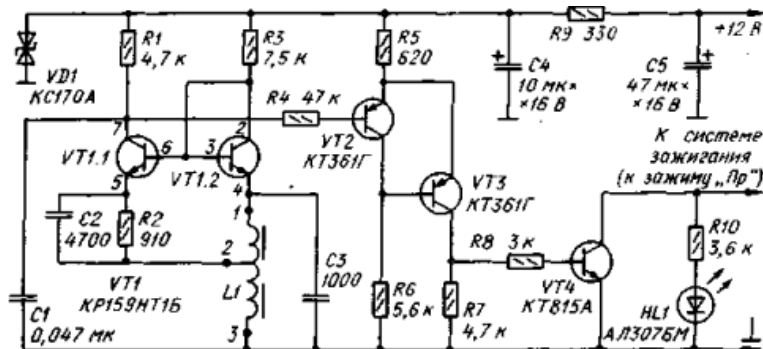 R1
4,7 к
R3
7,5 к
R5
620
R9 330
+12 В
VD1
КС170А
C4
10 мк×
×16 В
C5
47 мк×
×16 В
R4 47 к
7
2
VT2
КТ361Г
6
3
VT1.1
VT1.2
5
4
К системе
зажигания
(к зажиму „Пр")
VT3
КТ361Г
C2
4700
R2
910
1
2
R8 3 к
R10
3,6 к
L1
C3
1000
VT1
КР159НТ1Б
R6
5,6 к
R7
4,7 к
VT4
КТ815А
HL1
АЛ307БМ
C1
0,047 мк
3